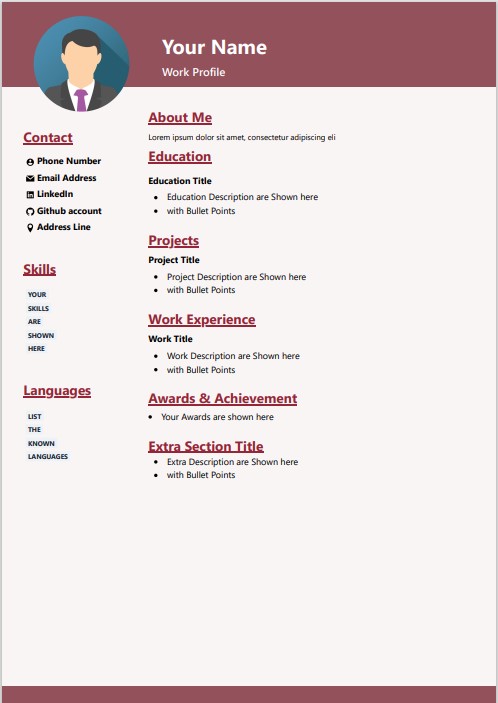 Your Name
Work Profile
Contact
Phone Number
Email Address
LinkedIn
Github account
Address Line
Skills
YOUR
SKILLS
ARE
SHOWN
HERE
Languages
LIST
THE
KNOWN
LANGUAGES
About Me
Lorem ipsum dolor sit amet, consectetur adipiscing eli
Education
Education Title
• Education Description are Shown here
• with Bullet Points
Projects
Project Title
• Project Description are Shown here
• with Bullet Points
Work Experience
Work Title
• Work Description are Shown here
• with Bullet Points
Awards & Achievement
• Your Awards are shown here
Extra Section Title
• Extra Description are Shown here
• with Bullet Points